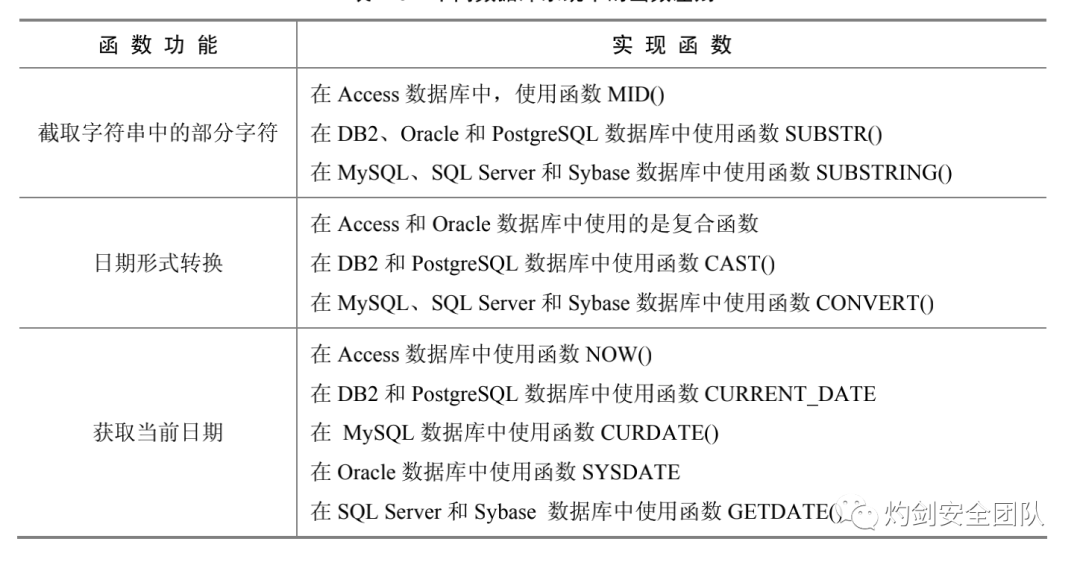 函 数 功 能
实 现 函 数
截取字符串中的部分字符
在 Access 数据库中，使用函数 MID()
在 DB2、Oracle 和 PostgreSQL 数据库中使用函数 SUBSTR()
在 MySQL、SQL Server 和 Sybase 数据库中使用函数 SUBSTRING()
日期形式转换
在 Access 和 Oracle 数据库中使用的是复合函数
在 DB2 和 PostgreSQL 数据库中使用函数 CAST()
在 MySQL、SQL Server 和 Sybase 数据库中使用函数 CONVERT()
获取当前日期
在 Access 数据库中使用函数 NOW()
在 DB2 和 PostgreSQL 数据库中使用函数 CURRENT_DATE
在 MySQL 数据库中使用函数 CURDATE()
在 Oracle 数据库中使用函数 SYSDATE
在 SQL Server 和 Sybase 数据库中使用函数 GETDATE()
灼剑安全团队